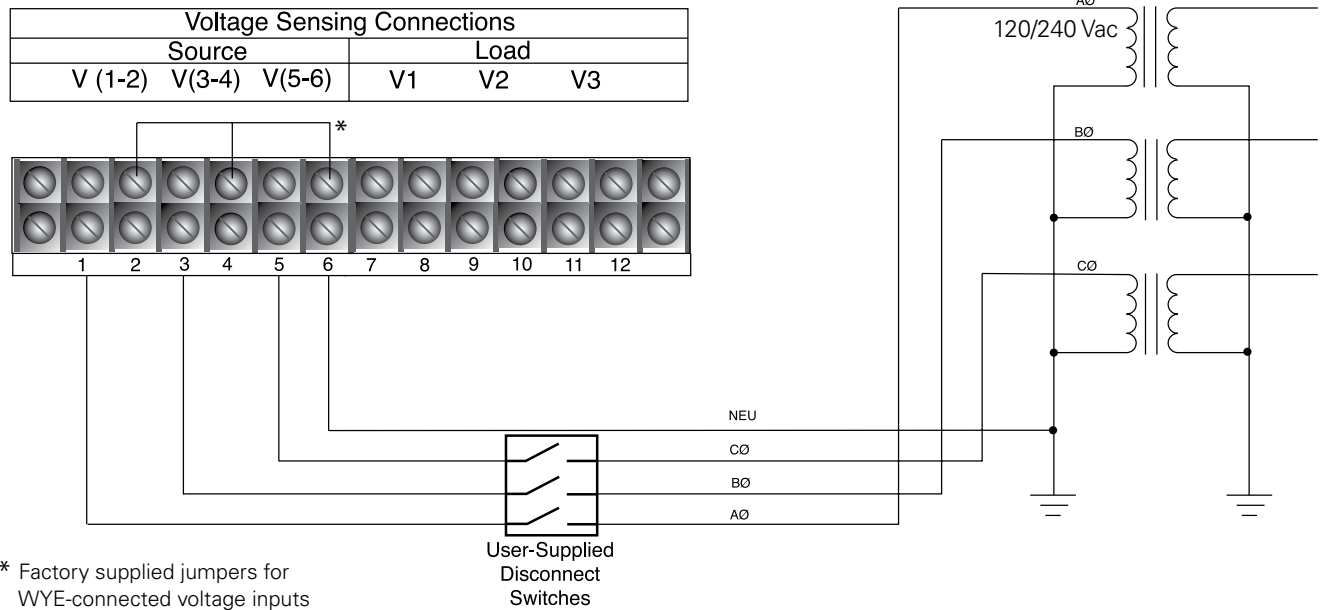 Voltage Sensing Connections
Source Load
V (1-2) V(3-4) V(5-6) V1 V2 V3
*
1 2 3 4 5 6 7 8 9 10 11 12
AØ
120/240 Vac
BØ
CØ
NEU
CØ
BØ
AØ
User-Supplied
Disconnect
Switches
* Factory supplied jumpers for
WYE-connected voltage inputs